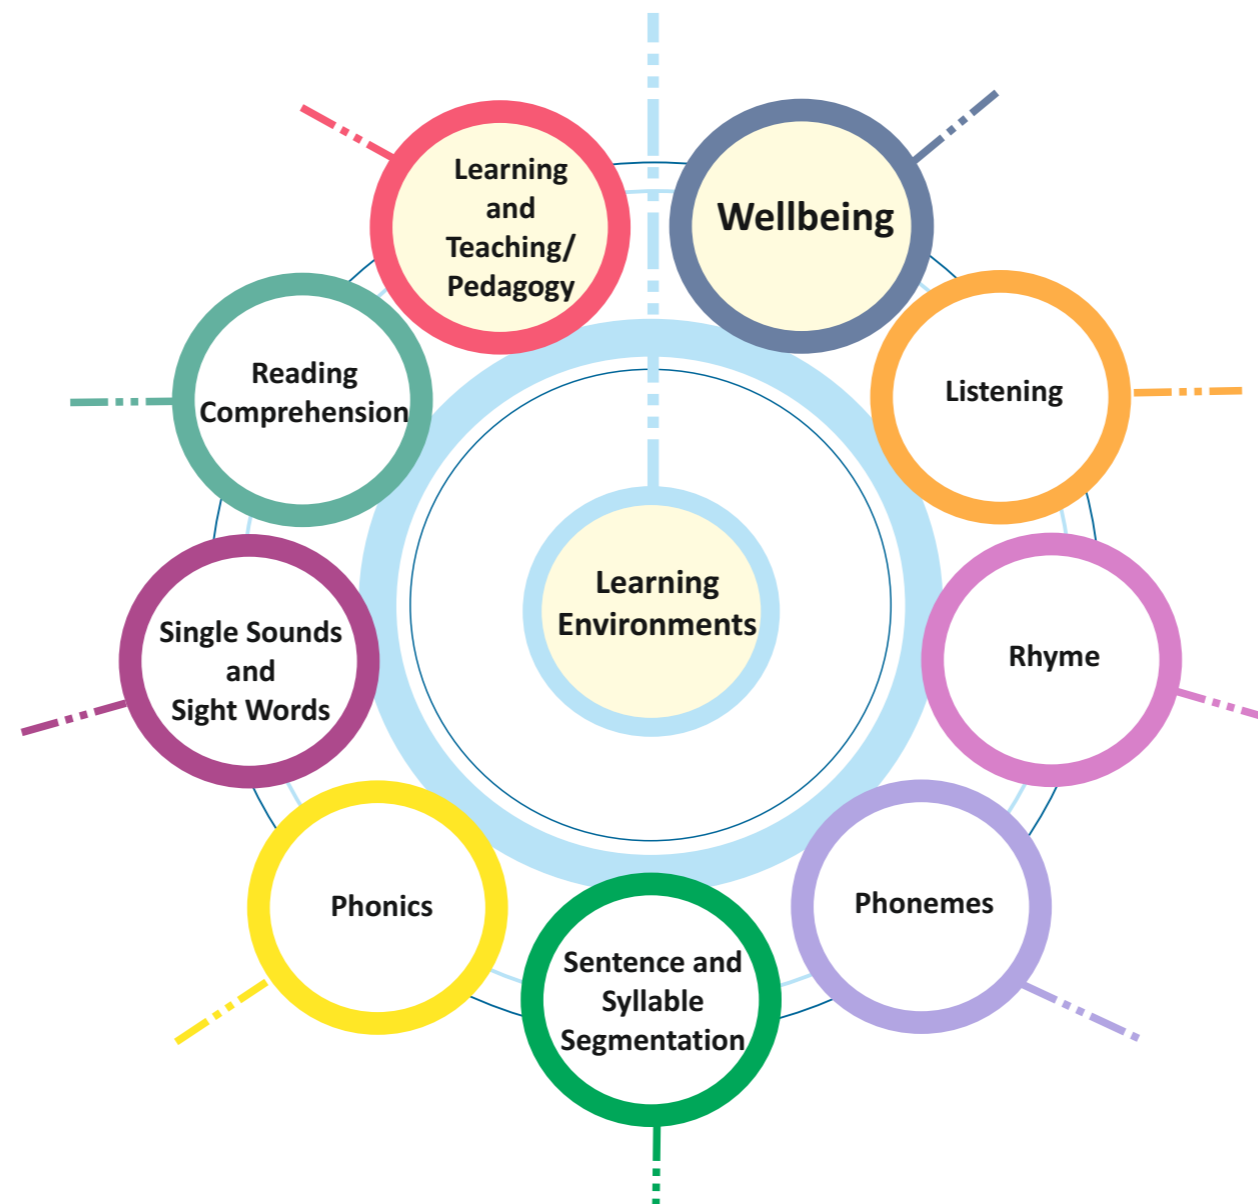 Learning
and
Teaching/
Pedagogy
Wellbeing
Listening
Rhyme
Phonemes
Sentence and
Syllable
Segmentation
Phonics
Single Sounds
and
Sight Words
Reading
Comprehension
Learning
Environments